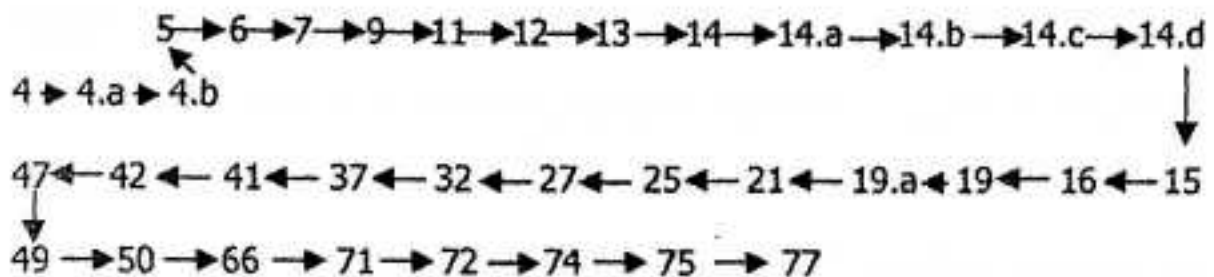 5→6→7→9→11→12→13→14→14.a→14.b→14.c→14.d
4→4.a→4.b
47←42←41←37←32←27←25←21←19.a←19←16←15
49→50→66→71→72→74→75→77